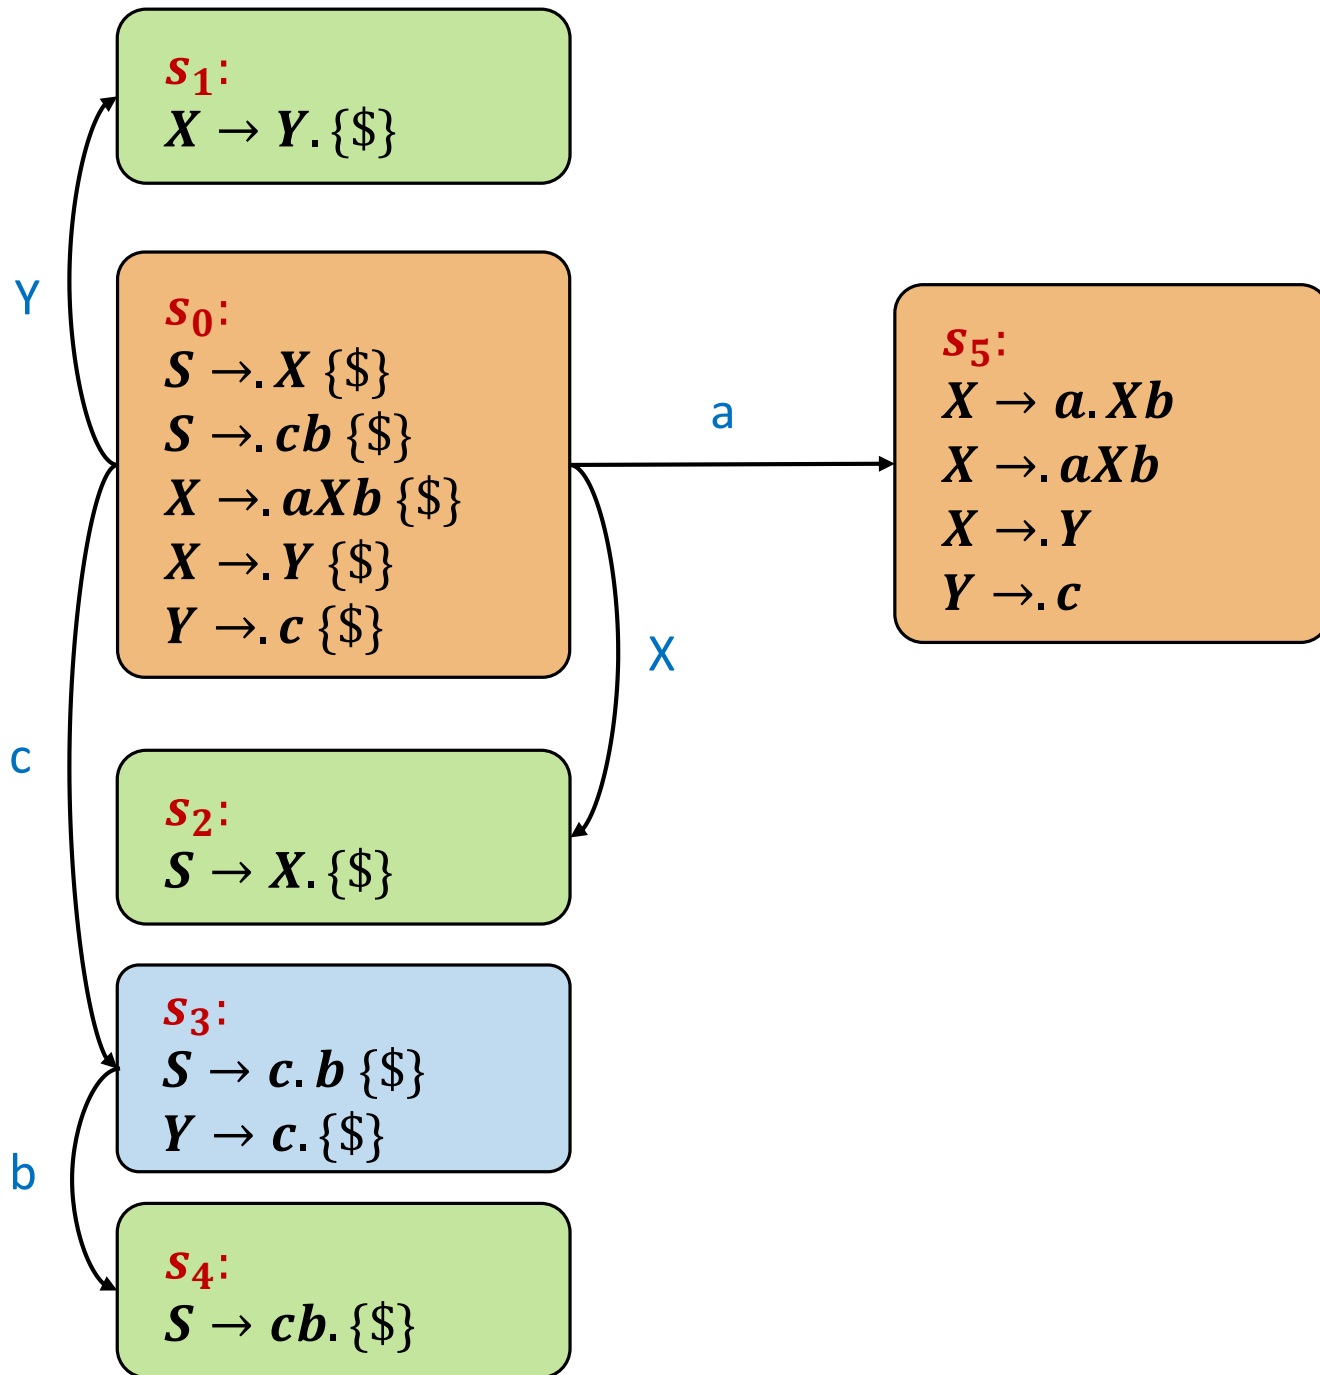 s₁:
X → Y. {$}
Y
s₀:
S →. X {$}
S →. cb {$}
X →. aXb {$}
X →. Y {$}
Y →. c {$}
a
s₅:
X → a. Xb
X →. aXb
X →. Y
Y →. c
X
c
s₂:
S → X. {$}
s₃:
S → c. b {$}
Y → c. {$}
b
s₄:
S → cb. {$}